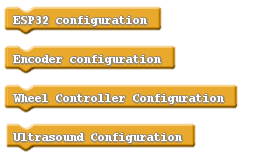 ESP32 configuration
Encoder configuration
Wheel Controller Configuration
Ultrasound Configuration